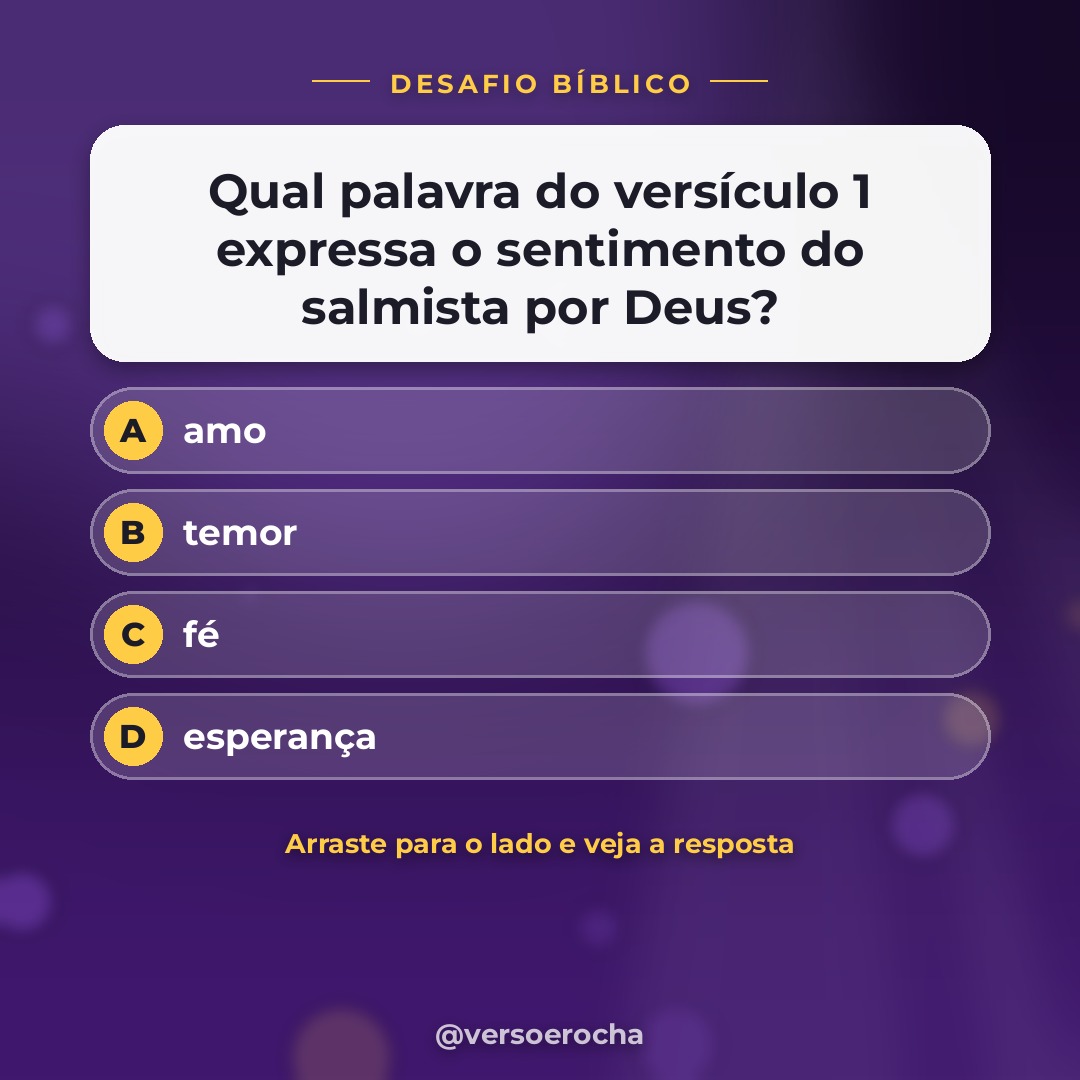 DESAFIO BÍBLICO
Qual palavra do versículo 1
expressa o sentimento do
salmista por Deus?
A amo
B temor
C fé
D esperança
Arraste para o lado e veja a resposta
@versoerocha